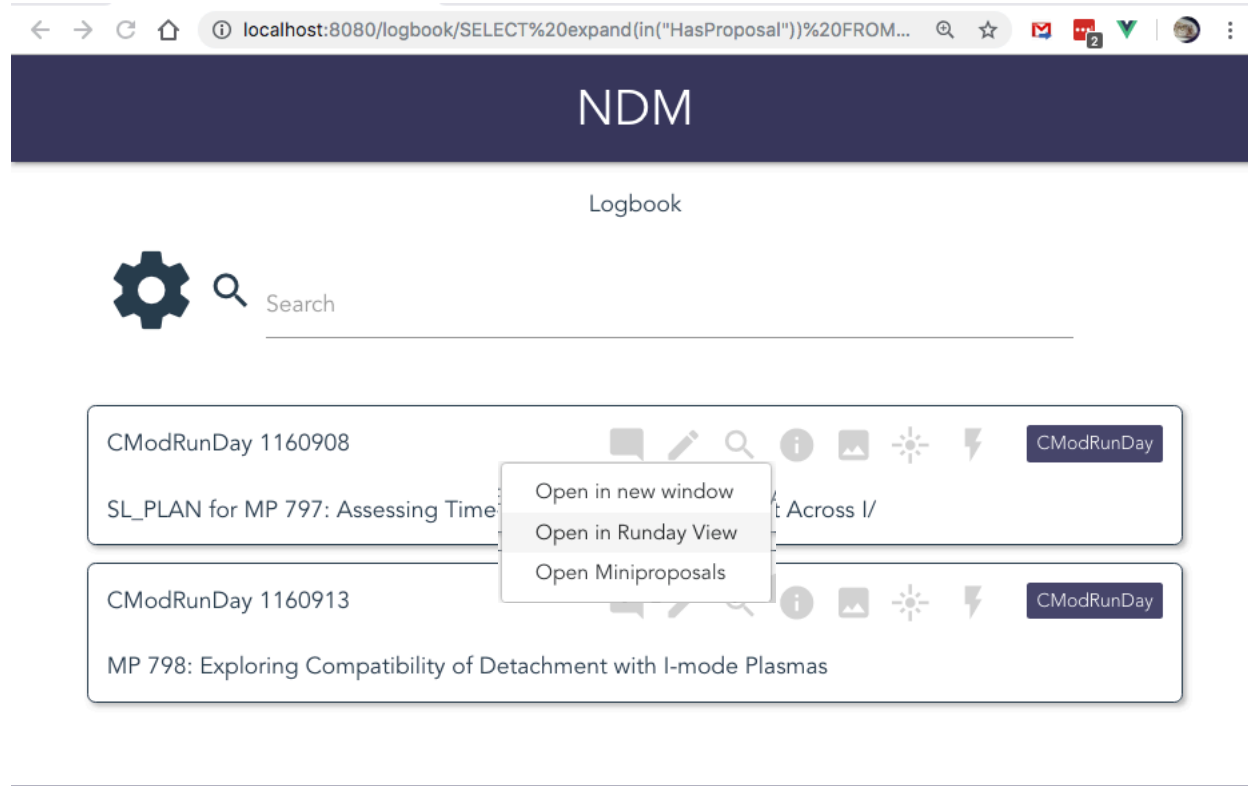 localhost:8080/logbook/SELECT%20expand(in("HasProposal"))%20FROM...
2
NDM
Logbook
Search
CModRunDay 1160908
CModRunDay
SL_PLAN for MP 797: Assessing Time
t Across I/
Open in new window
Open in Runday View
Open Miniproposals
CModRunDay 1160913
CModRunDay
MP 798: Exploring Compatibility of Detachment with I-mode Plasmas